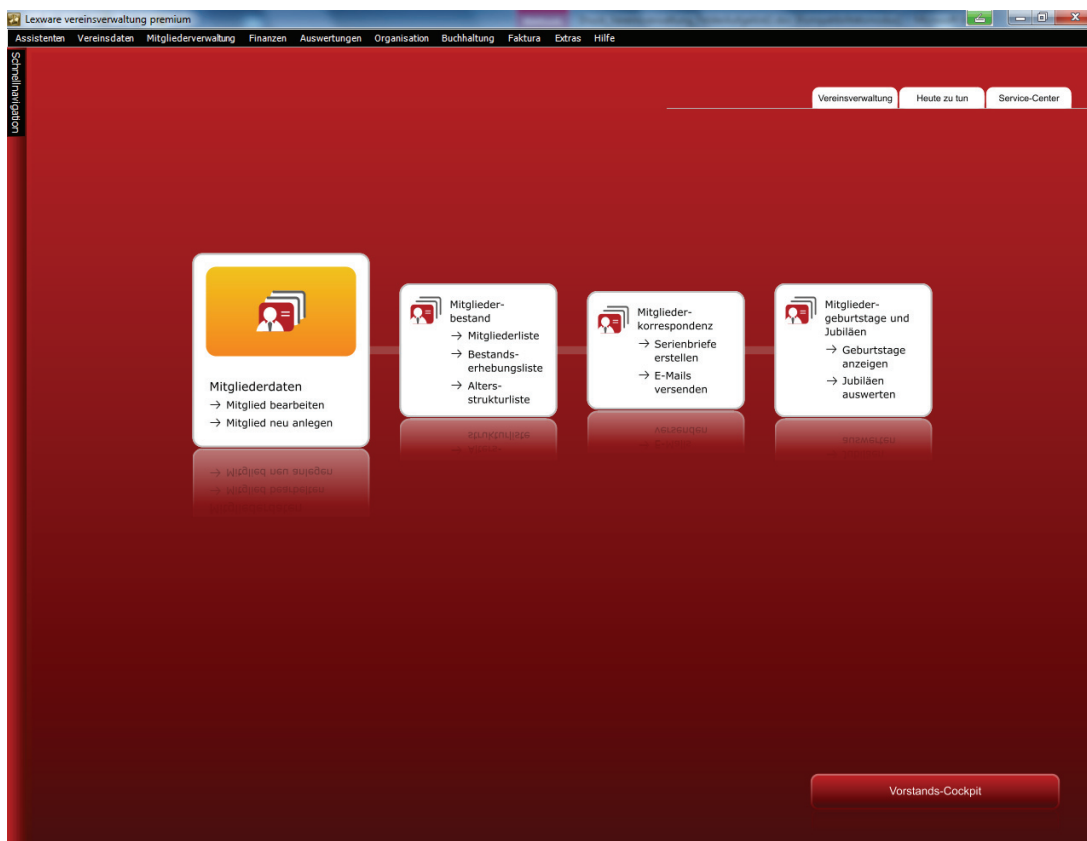 Lexware vereinsverwaltung premium
Assistenten Vereinsdaten Mitgliederverwaltung Finanzen Auswertungen Organisation Buchhaltung Faktura Extras Hilfe
Schnellnavigation
Vereinsverwaltung Heute zu tun Service-Center
Mitgliederdaten
→ Mitglied bearbeiten
→ Mitglied neu anlegen
Mitglieder-
bestand
→ Mitgliederliste
→ Bestands-
erhebungsliste
→ Alters-
strukturliste
Mitglieder-
korrespondenz
→ Serienbriefe
erstellen
→ E-Mails
versenden
Mitglieder-
geburtstage und
Jubiläen
→ Geburtstage
anzeigen
→ Jubiläen
auswerten
Vorstands-Cockpit